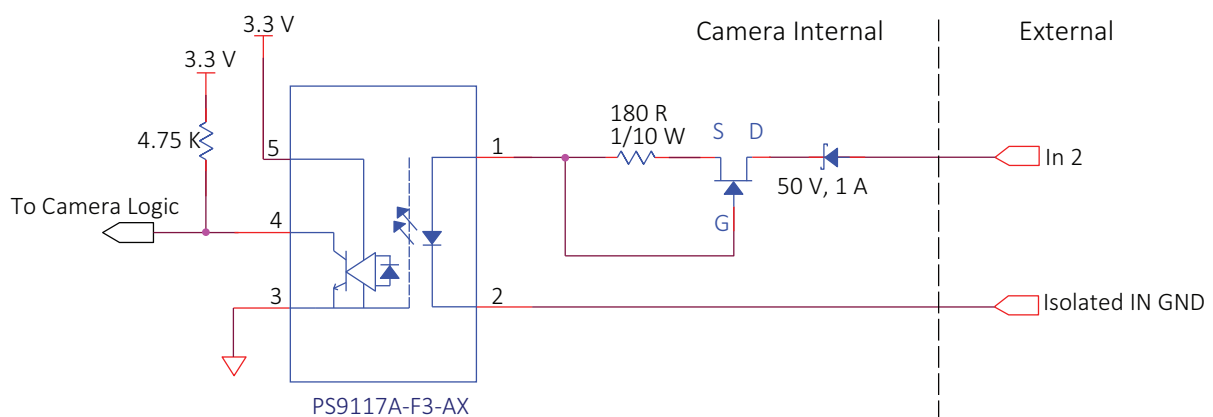 Camera Internal
External
3.3 V
3.3 V
4.75 K
180 R
1/10 W
S
D
G
50 V, 1 A
In 2
5
1
To Camera Logic
4
3
2
Isolated IN GND
PS9117A-F3-AX